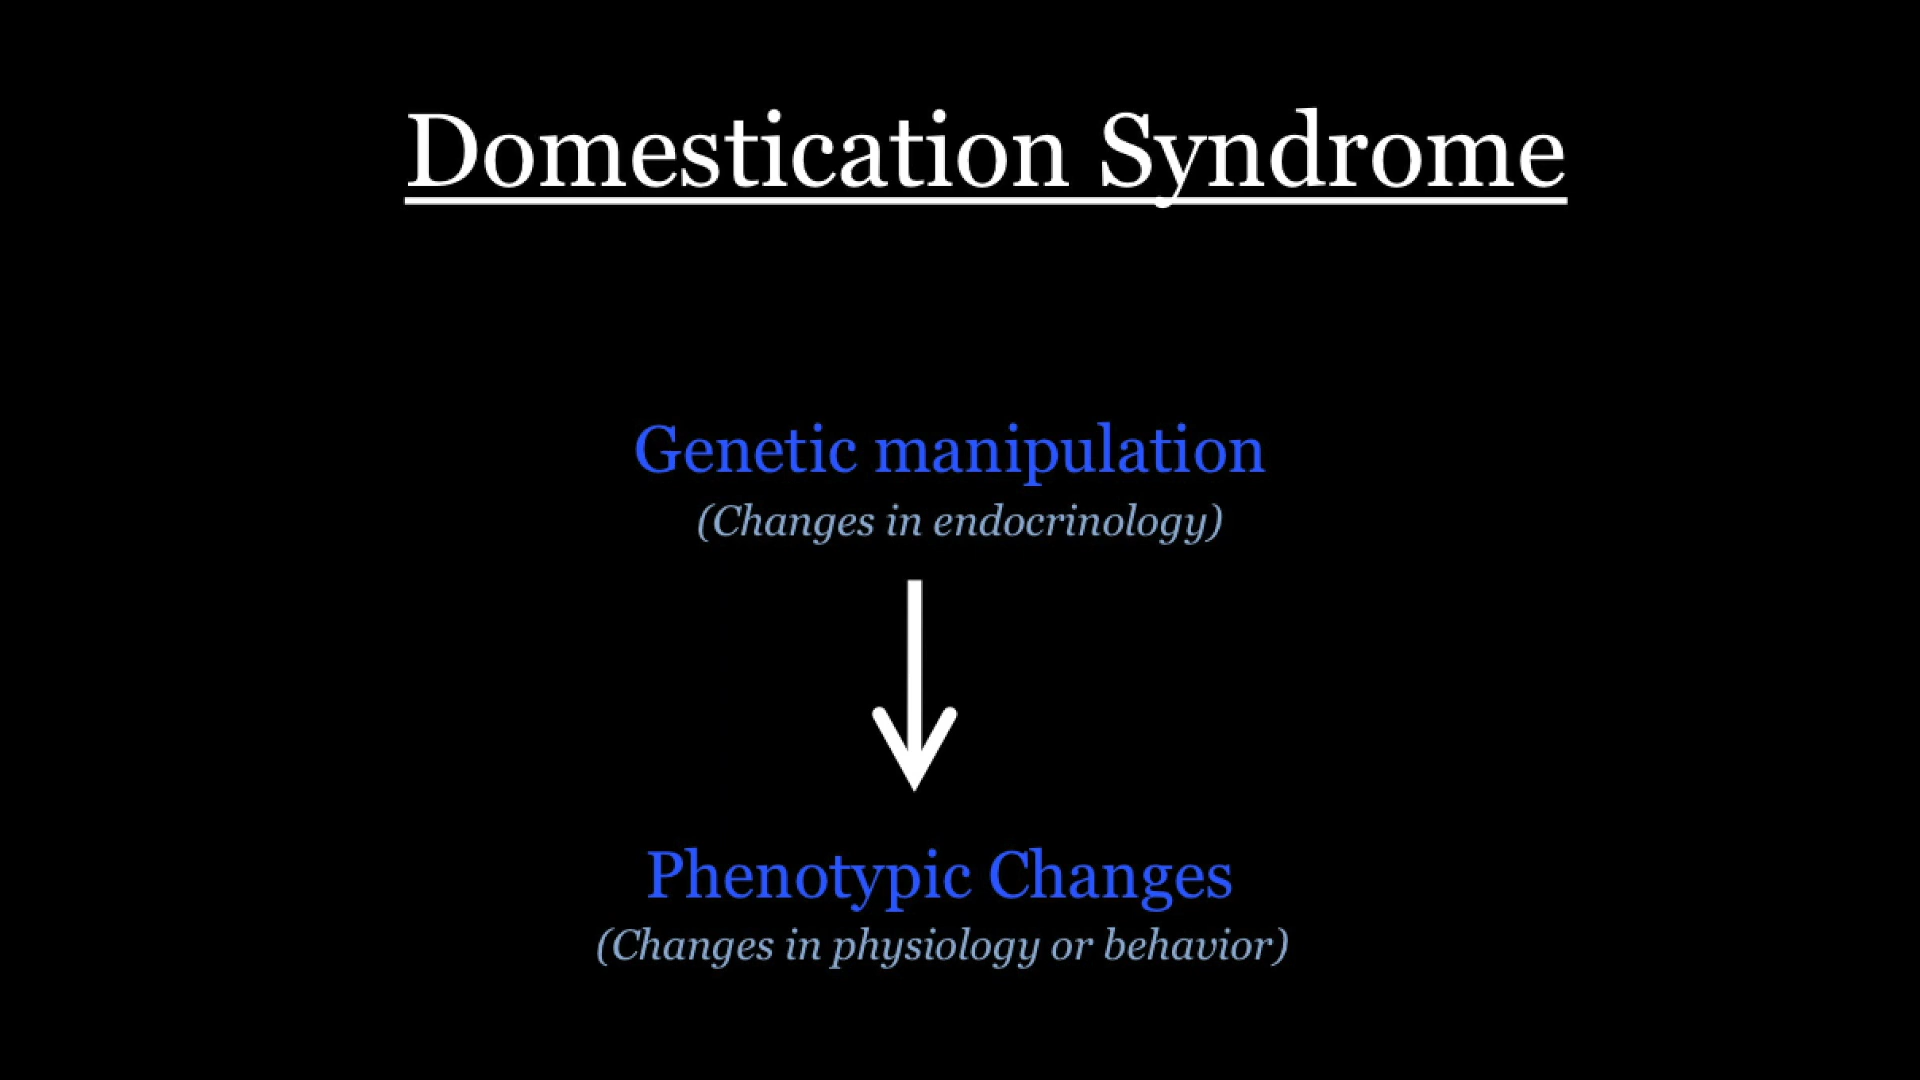 Domestication Syndrome
Genetic manipulation
(Changes in endocrinology)
Phenotypic Changes
(Changes in physiology or behavior)